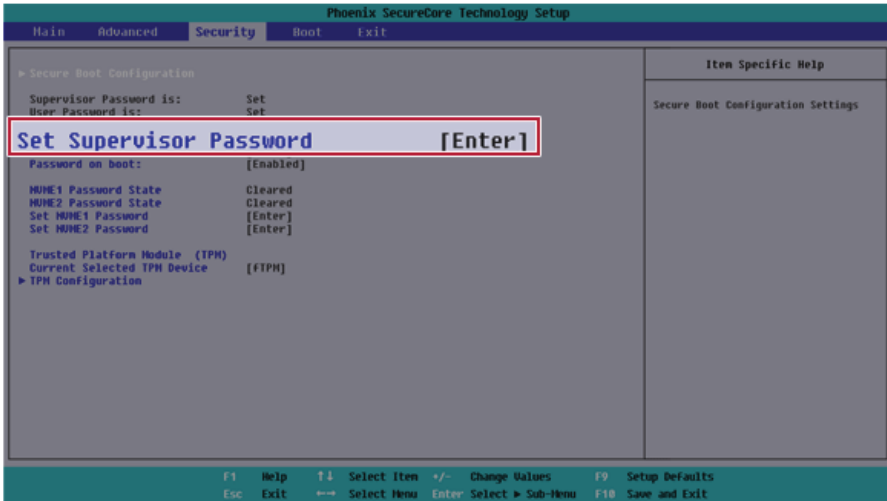 Phoenix SecureCore Technology Setup
Main Advanced Security Boot Exit
Item Specific Help
▶ Secure Boot Configuration
Secure Boot Configuration Settings
Supervisor Password is: Set
User Password is: Set
Set Supervisor Password [Enter]
Password on boot: [Enabled]
NVME1 Password State Cleared
NVME2 Password State Cleared
Set NVME1 Password [Enter]
Set NVME2 Password [Enter]
Trusted Platform Module (TPM)
Current Selected TPM Device [fTPM]
▶ TPM Configuration
F1 Help ↑↓ Select Item +/- Change Values F9 Setup Defaults
Esc Exit ←→ Select Menu Enter Select ▶ Sub-Menu F10 Save and Exit